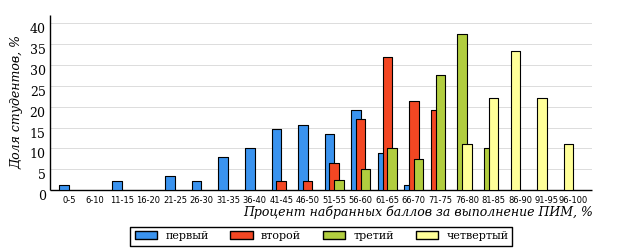 Доля студентов, %
40
35
30
25
20
15
10
5
0
0-5 6-10 11-15 16-20 21-25 26-30 31-35 36-40 41-45 46-50 51-55 56-60 61-65 66-70 71-75 76-80 81-85 86-90 91-95 96-100
Процент набранных баллов за выполнение ПИМ, %
первый второй третий четвертый